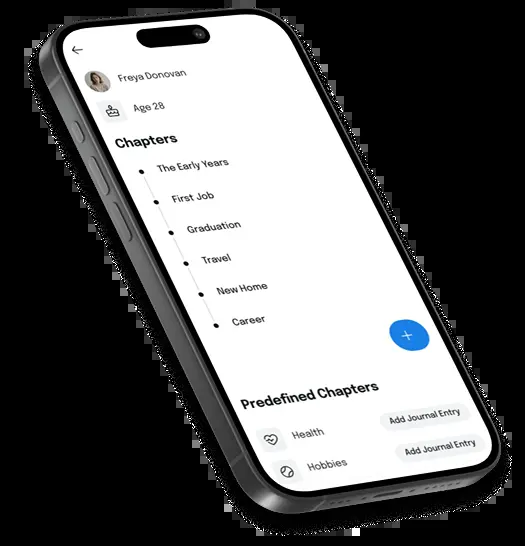 Freya Donovan
Age 28
Chapters
The Early Years
First Job
Graduation
Travel
New Home
Career
Predefined Chapters
Health
Add Journal Entry
Hobbies
Add Journal Entry